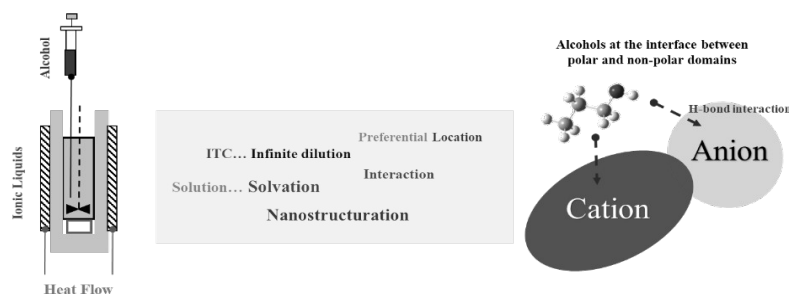 Alcohol
Ionic Liquids
Heat Flow
Preferential Location
ITC… Infinite dilution
Interaction
Solution… Solvation
Nanostructuration
Alcohols at the interface between
polar and non-polar domains
H-bond interaction
Anion
Cation